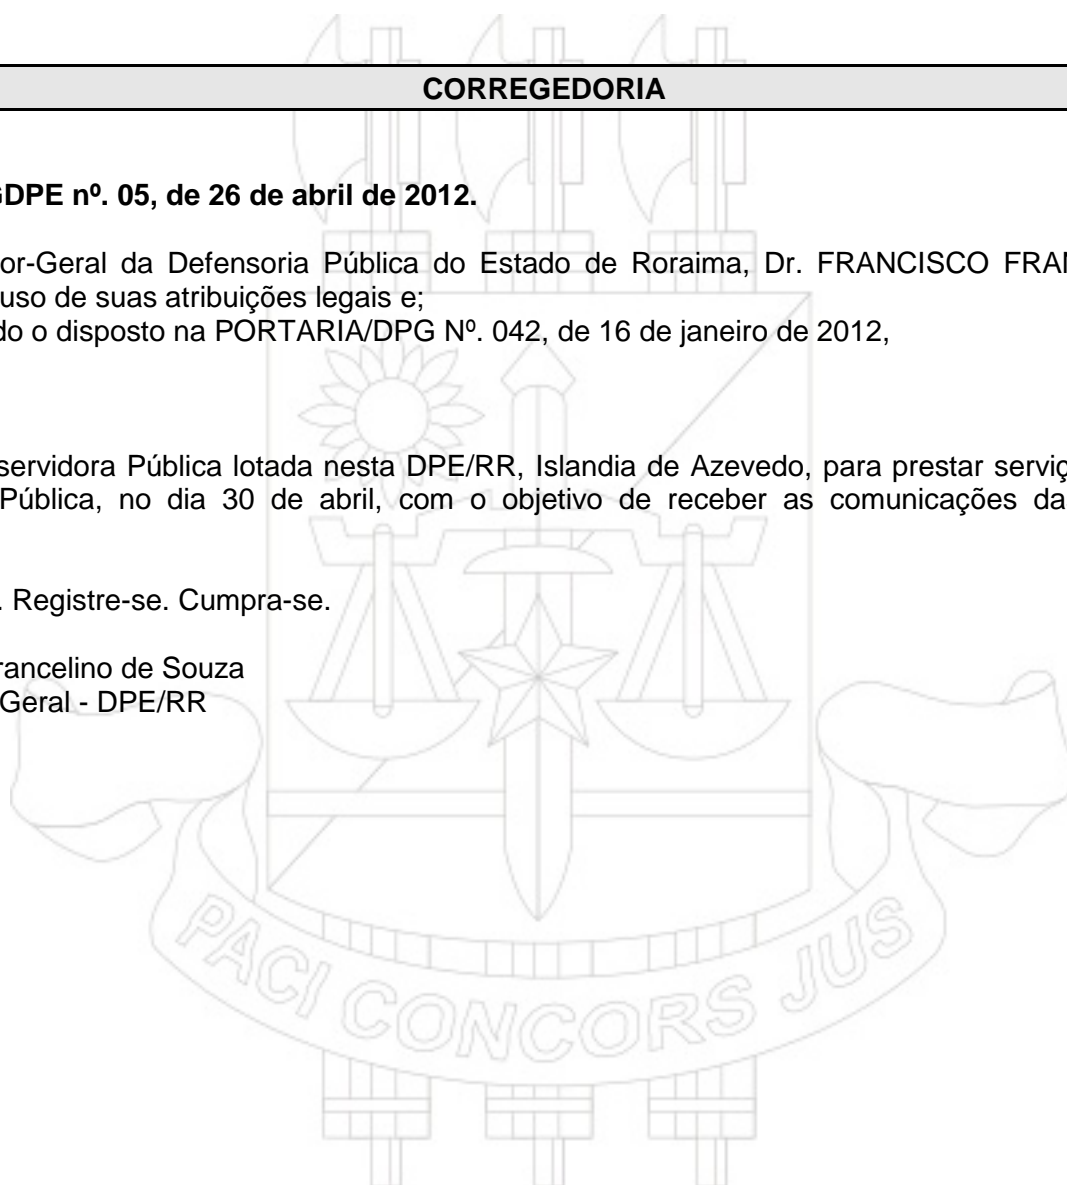 CORREGEDORIA
GDPE nº. 05, de 26 de abril de 2012.
or-Geral da Defensoria Pública do Estado de Roraima, Dr. FRANCISCO FRAN
uso de suas atribuições legais e;
do o disposto na PORTARIA/DPG Nº. 042, de 16 de janeiro de 2012,
servidora Pública lotada nesta DPE/RR, Islandia de Azevedo, para prestar serviç
Pública, no dia 30 de abril, com o objetivo de receber as comunicações da
. Registre-se. Cumpra-se.
rancelino de Souza
Geral - DPE/RR
PACI CONCORS JUS